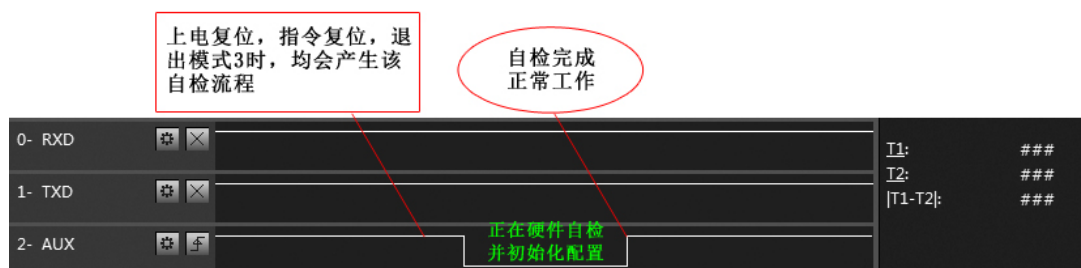 上电复位，指令复位，退
出模式3时，均会产生该
自检流程
自检完成
正常工作
0- RXD
1- TXD
2- AUX
正在硬件自检
并初始化配置
T1: ###
T2: ###
|T1-T2|: ###